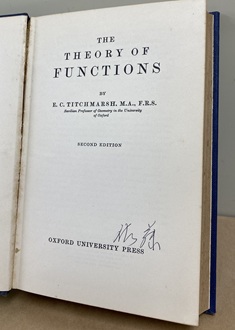 THE
THEORY OF
FUNCTIONS
BY
E. C. TITCHMARSH, M.A., F.R.S.
Savilian Professor of Geometry in the University
of Oxford
SECOND EDITION
OXFORD UNIVERSITY PRESS